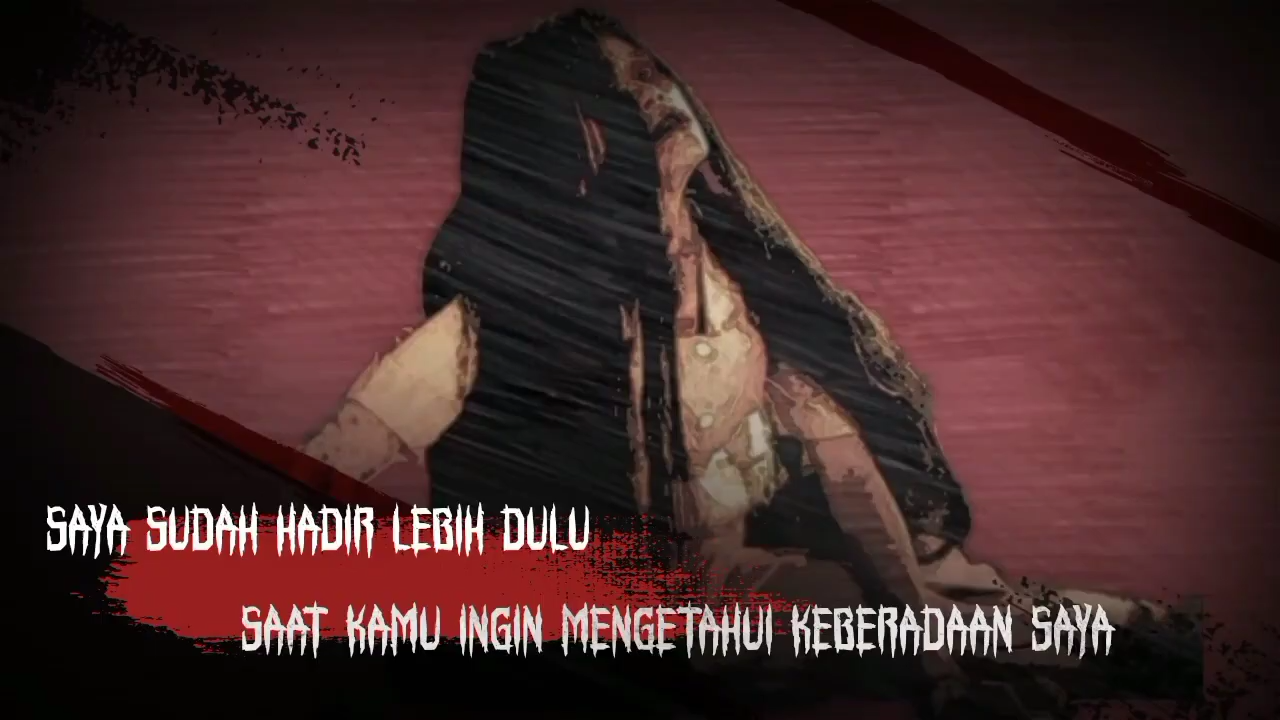 SAYA SUDAH HADIR LEBIH DULU
SAAT KAMU INGIN MENGETAHUI KEBERADAAN SAYA